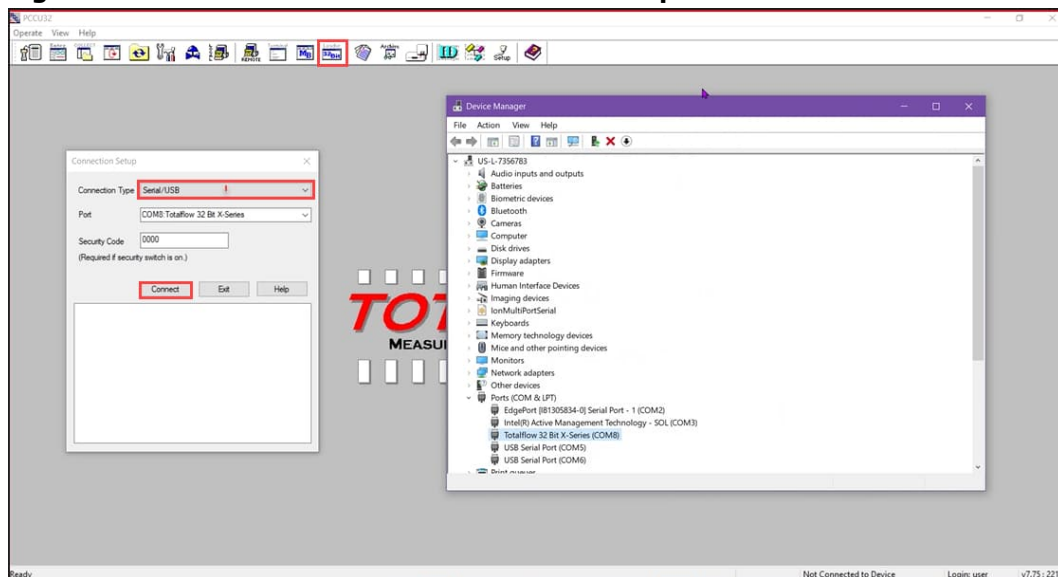 PCCU32
Operate View Help
Connection Setup
Connection Type Serial/USB
Port COM8:Totalflow 32 Bit X-Series
Security Code 0000
(Required if security switch is on.)
Connect Exit Help
TOT
MEASU
Device Manager
File Action View Help
US-L-7356783
Audio inputs and outputs
Batteries
Biometric devices
Bluetooth
Cameras
Computer
Disk drives
Display adapters
Firmware
Human Interface Devices
Imaging devices
IonMultiPortSerial
Keyboards
Memory technology devices
Mice and other pointing devices
Monitors
Network adapters
Other devices
Ports (COM & LPT)
EdgePort [I81305834-0] Serial Port - 1 (COM2)
Intel(R) Active Management Technology - SOL (COM3)
Totalflow 32 Bit X-Series (COM8)
USB Serial Port (COM5)
USB Serial Port (COM6)
Print queues
Ready Not Connected to Device Login: user v7.75 : 221